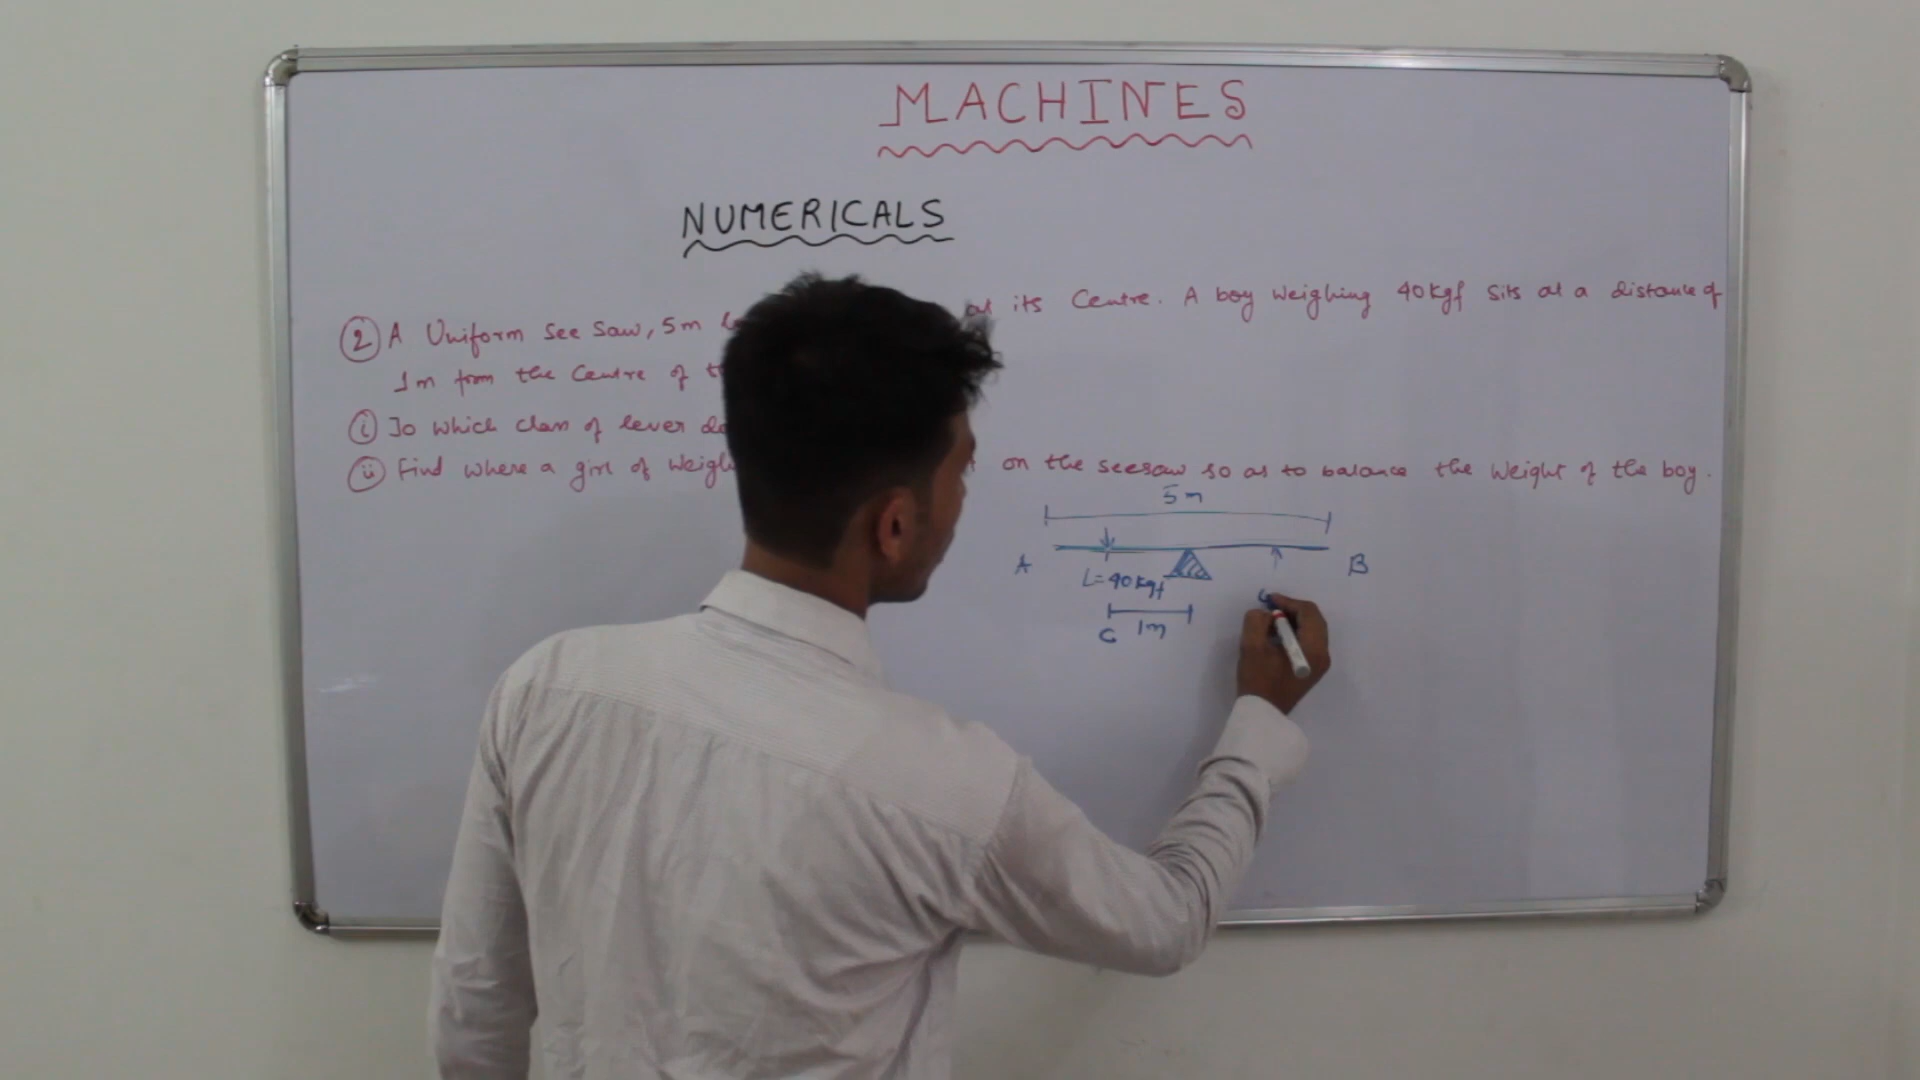 MACHINES
NUMERICALS
2 A Uniform see saw, 5m at its Centre. A boy Weighing 40kgf sits at a distance of
1m from the Centre of
i To which class of lever
ii Find where a girl of weigh on the seesaw so as to balance the weight of the boy.
5m
A B
L=40kgf
C 1m